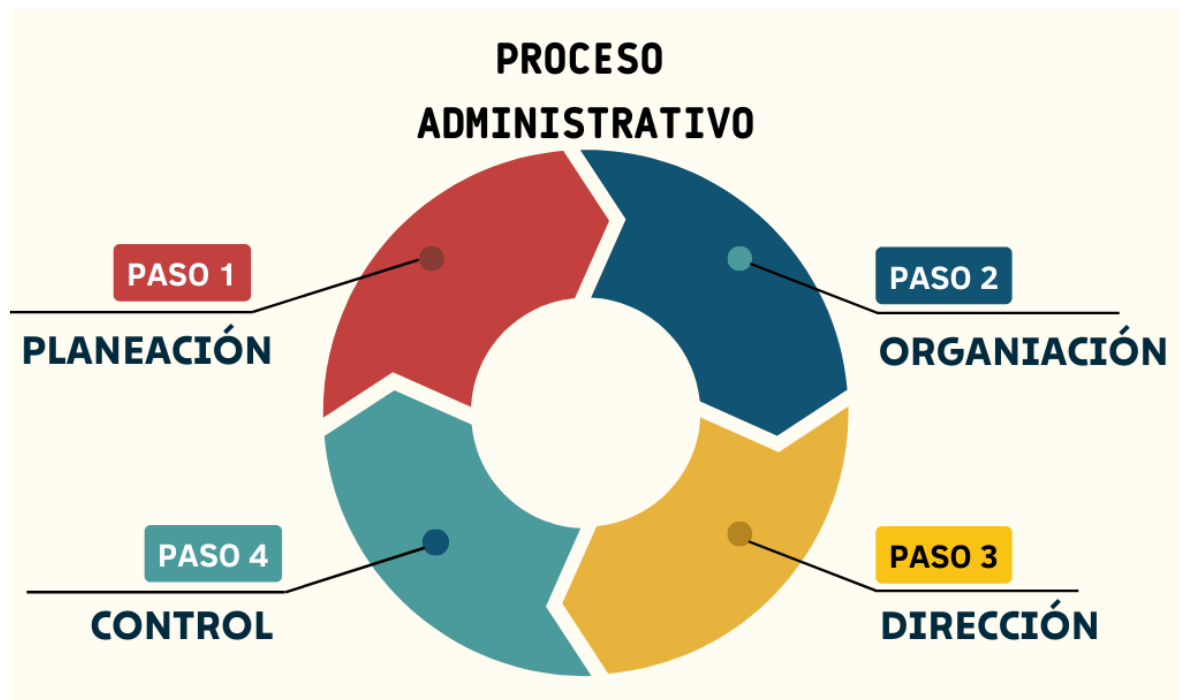 PROCESO
ADMINISTRATIVO
PASO 1
PLANEACIÓN
PASO 2
ORGANIACIÓN
PASO 3
DIRECCIÓN
PASO 4
CONTROL